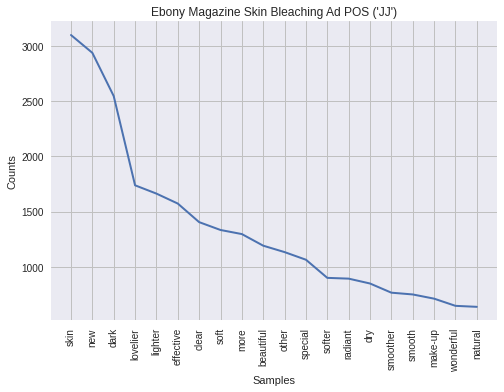 Ebony Magazine Skin Bleaching Ad POS ('JJ')
3000
2500
2000
1500
1000
Counts
skin
new
dark
lovelier
lighter
effective
clear
soft
more
beautiful
other
special
softer
radiant
dry
smoother
smooth
make-up
wonderful
natural
Samples